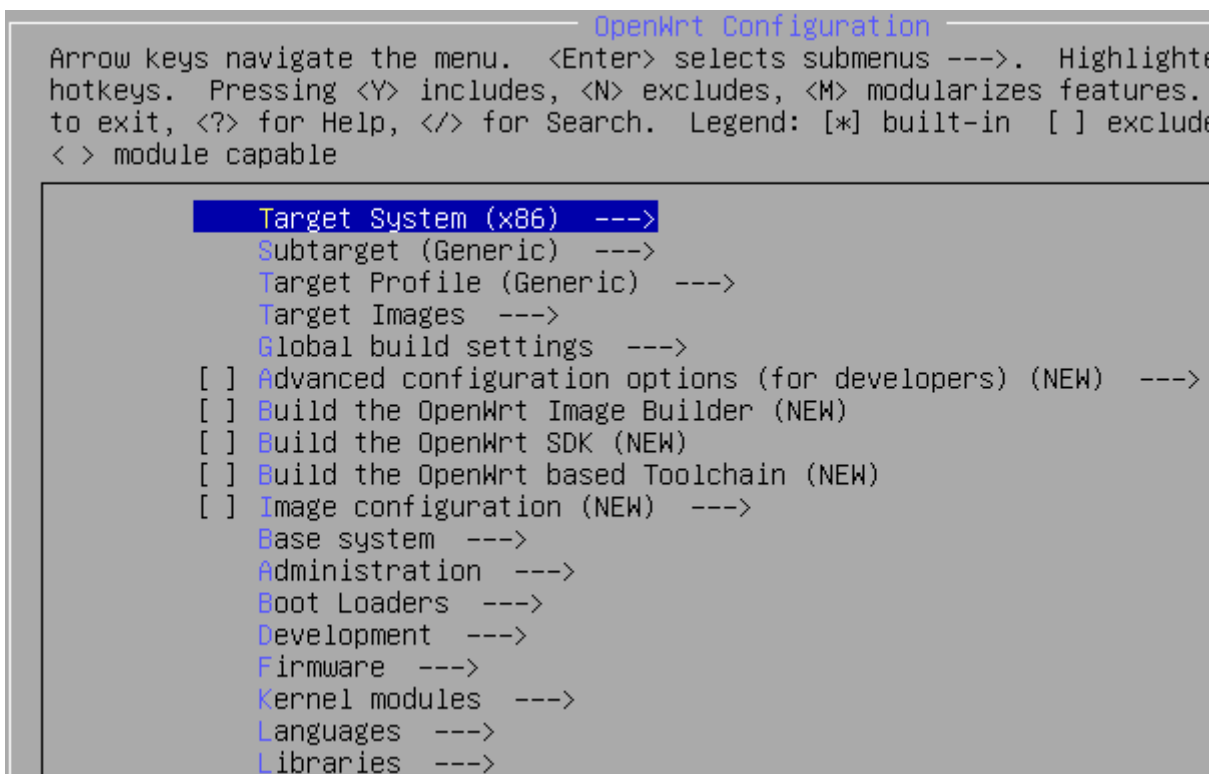 OpenWrt Configuration
Arrow keys navigate the menu.  <Enter> selects submenus --->.  Highlighte
hotkeys.  Pressing <Y> includes, <N> excludes, <M> modularizes features.
to exit, <?> for Help, </> for Search.  Legend: [*] built-in  [ ] exclude
< > module capable
Target System (x86)  --->
Subtarget (Generic)  --->
Target Profile (Generic)  --->
Target Images  --->
Global build settings  --->
[ ] Advanced configuration options (for developers) (NEW)  --->
[ ] Build the OpenWrt Image Builder (NEW)
[ ] Build the OpenWrt SDK (NEW)
[ ] Build the OpenWrt based Toolchain (NEW)
[ ] Image configuration (NEW)  --->
Base system  --->
Administration  --->
Boot Loaders  --->
Development  --->
Firmware  --->
Kernel modules  --->
Languages  --->
Libraries  --->